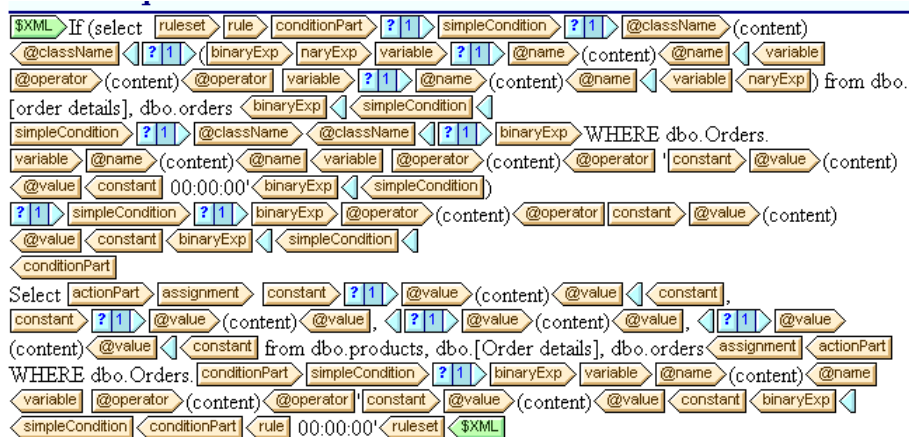 $XML If (select ruleset rule conditionPart ? 1 simpleCondition ? 1 @className (content)
@className ? 1 (binaryExp naryExp variable ? 1 @name (content) @name variable
@operator (content) @operator variable ? 1 @name (content) @name variable naryExp) from dbo.
[order details], dbo.orders binaryExp simpleCondition
simpleCondition ? 1 @className @className ? 1 binaryExp WHERE dbo.Orders.
variable @name (content) @name variable @operator (content) @operator 'constant @value (content)
@value constant 00:00:00' binaryExp simpleCondition)
? 1 simpleCondition ? 1 binaryExp @operator (content) @operator constant @value (content)
@value constant binaryExp simpleCondition
conditionPart
Select actionPart assignment constant ? 1 @value (content) @value constant,
constant ? 1 @value (content) @value, ? 1 @value (content) @value, ? 1 @value
(content) @value constant from dbo.products, dbo.[Order details], dbo.orders assignment actionPart
WHERE dbo.Orders. conditionPart simpleCondition ? 1 binaryExp variable @name (content) @name
variable @operator (content) @operator 'constant @value (content) @value constant binaryExp
simpleCondition conditionPart rule 00:00:00' ruleset $XML